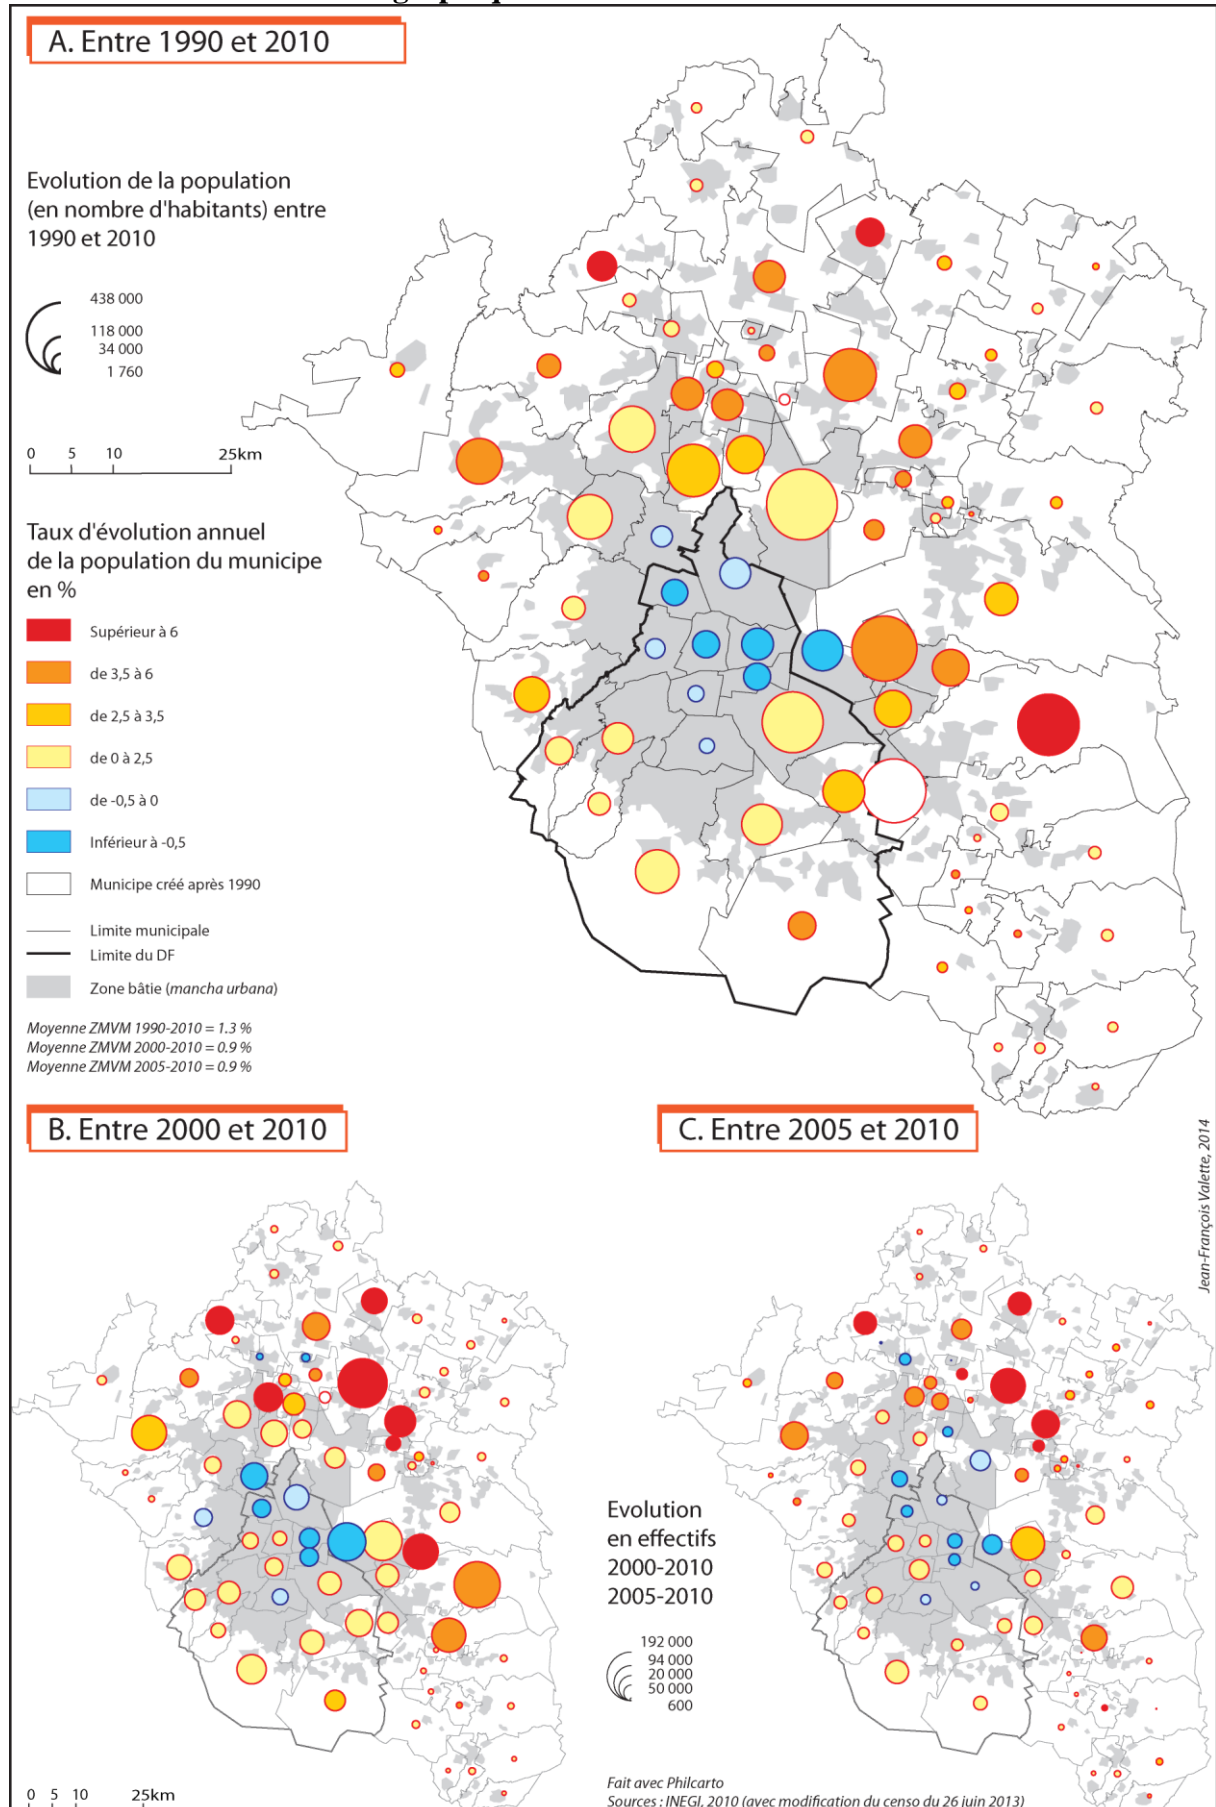 A. Entre 1990 et 2010
Evolution de la population
(en nombre d'habitants) entre
1990 et 2010
438 000
118 000
34 000
1 760
0 5 10 25km
Taux d'évolution annuel
de la population du municipe
en %
Supérieur à 6
de 3,5 à 6
de 2,5 à 3,5
de 0 à 2,5
de -0,5 à 0
Inférieur à -0,5
Municipe créé après 1990
Limite municipale
Limite du DF
Zone bâtie (mancha urbana)
Moyenne ZMVM 1990-2010 = 1.3 %
Moyenne ZMVM 2000-2010 = 0.9 %
Moyenne ZMVM 2005-2010 = 0.9 %
B. Entre 2000 et 2010
C. Entre 2005 et 2010
Jean-François Valette, 2014
Evolution
en effectifs
2000-2010
2005-2010
192 000
94 000
20 000
50 000
600
0 5 10 25km
Fait avec Philcarto
Sources : INEGI, 2010 (avec modification du censo du 26 juin 2013)